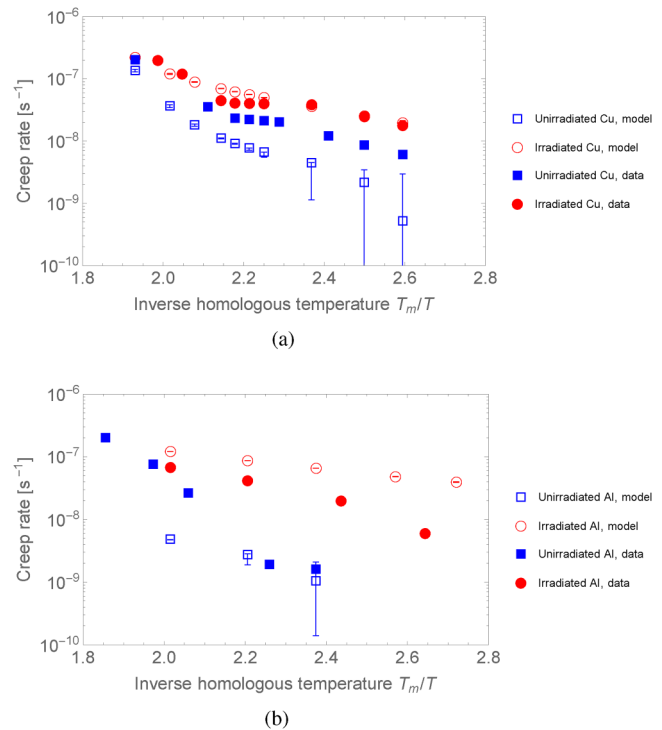 10⁻⁶
10⁻⁷
10⁻⁸
10⁻⁹
10⁻¹⁰
Creep rate [s⁻¹]
1.8 2.0 2.2 2.4 2.6 2.8
Inverse homologous temperature Tₘ/T
Unirradiated Cu, model
Irradiated Cu, model
Unirradiated Cu, data
Irradiated Cu, data
(a)
10⁻⁶
10⁻⁷
10⁻⁸
10⁻⁹
10⁻¹⁰
Creep rate [s⁻¹]
1.8 2.0 2.2 2.4 2.6 2.8
Inverse homologous temperature Tₘ/T
Unirradiated Al, model
Irradiated Al, model
Unirradiated Al, data
Irradiated Al, data
(b)